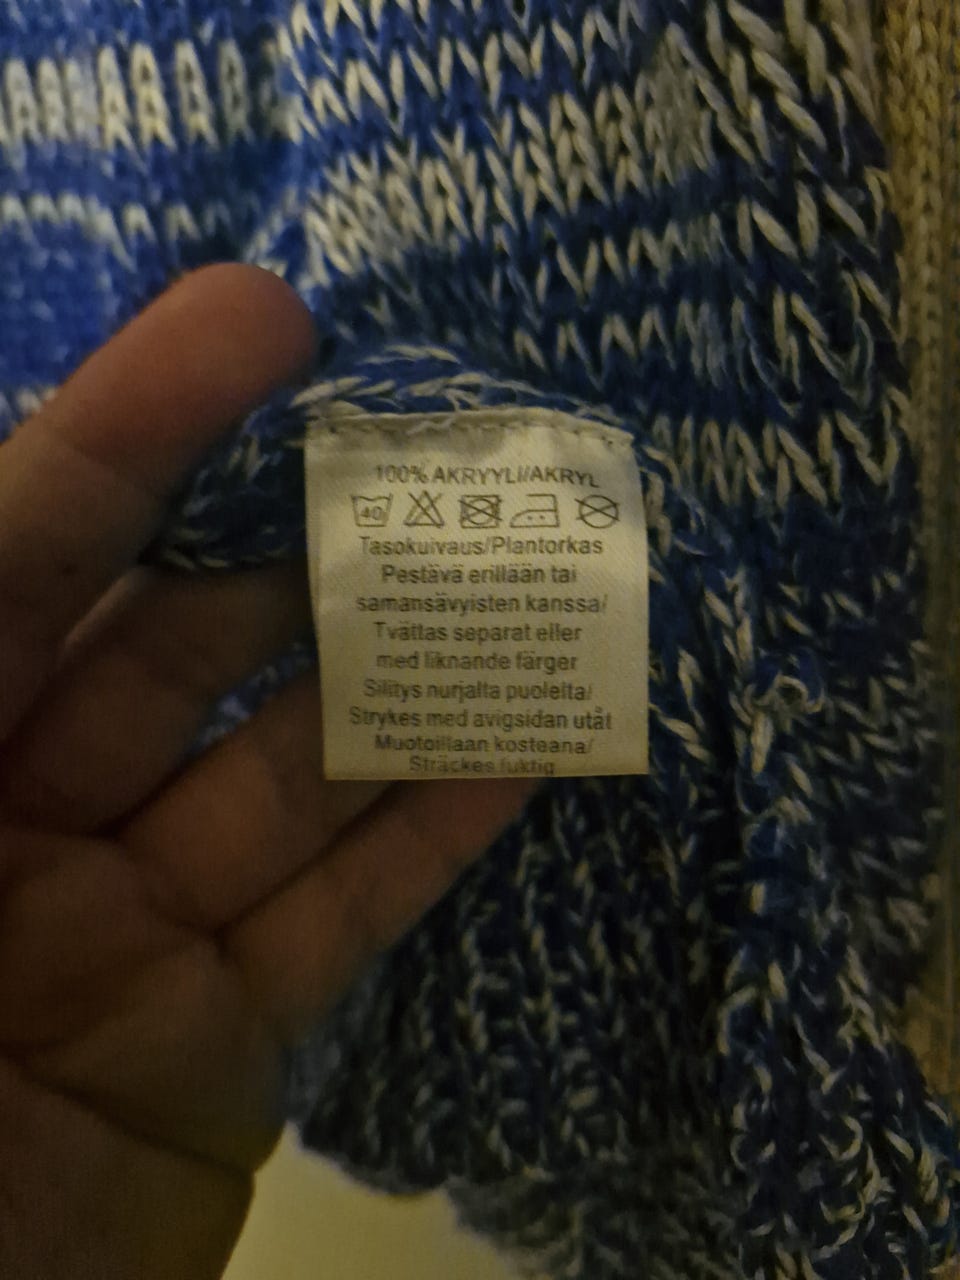 100% AKRYYLI/AKRYL
40
Tasokuivaus/Plantorkas
Pestävä erillään tai
samansävyisten kanssa/
Tvättas separat eller
med liknande färger
Silitys nurjalta puolelta/
Strykes med avigsidan utåt
Muotoillaan kosteana/
Sträckes fuktig